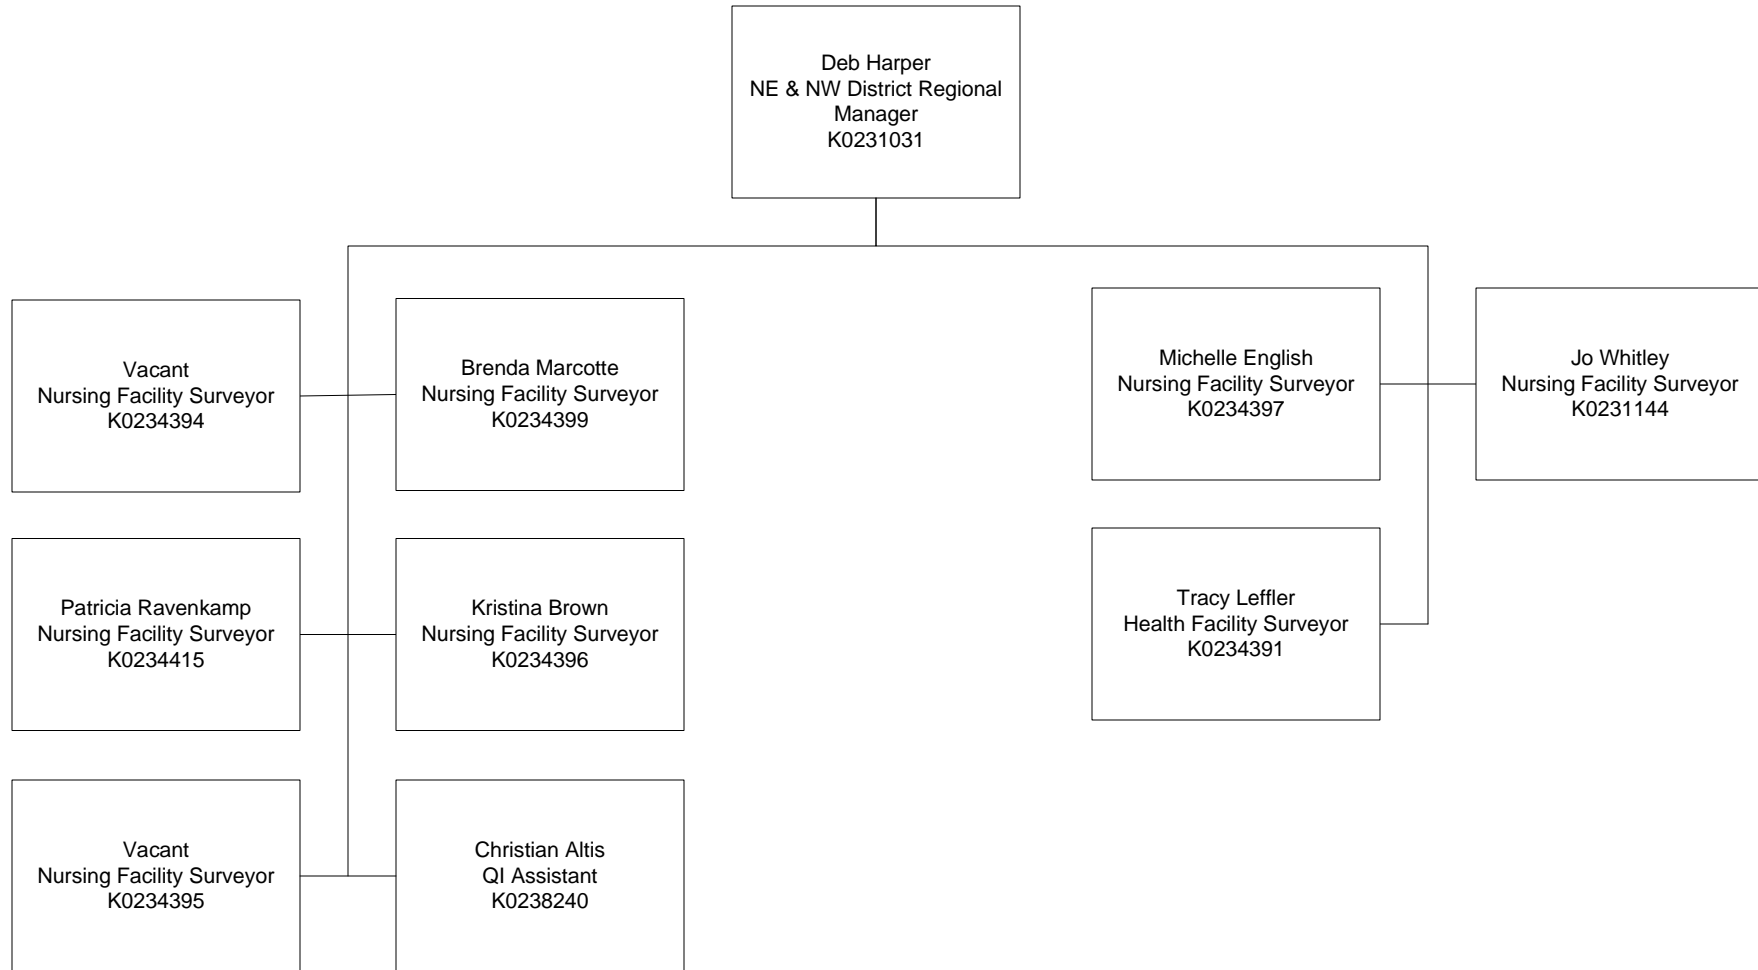 Deb Harper
NE & NW District Regional
Manager
K0231031
Vacant
Nursing Facility Surveyor
K0234394
Brenda Marcotte
Nursing Facility Surveyor
K0234399
Michelle English
Nursing Facility Surveyor
K0234397
Jo Whitley
Nursing Facility Surveyor
K0231144
Patricia Ravenkamp
Nursing Facility Surveyor
K0234415
Kristina Brown
Nursing Facility Surveyor
K0234396
Tracy Leffler
Health Facility Surveyor
K0234391
Vacant
Nursing Facility Surveyor
K0234395
Christian Altis
QI Assistant
K0238240